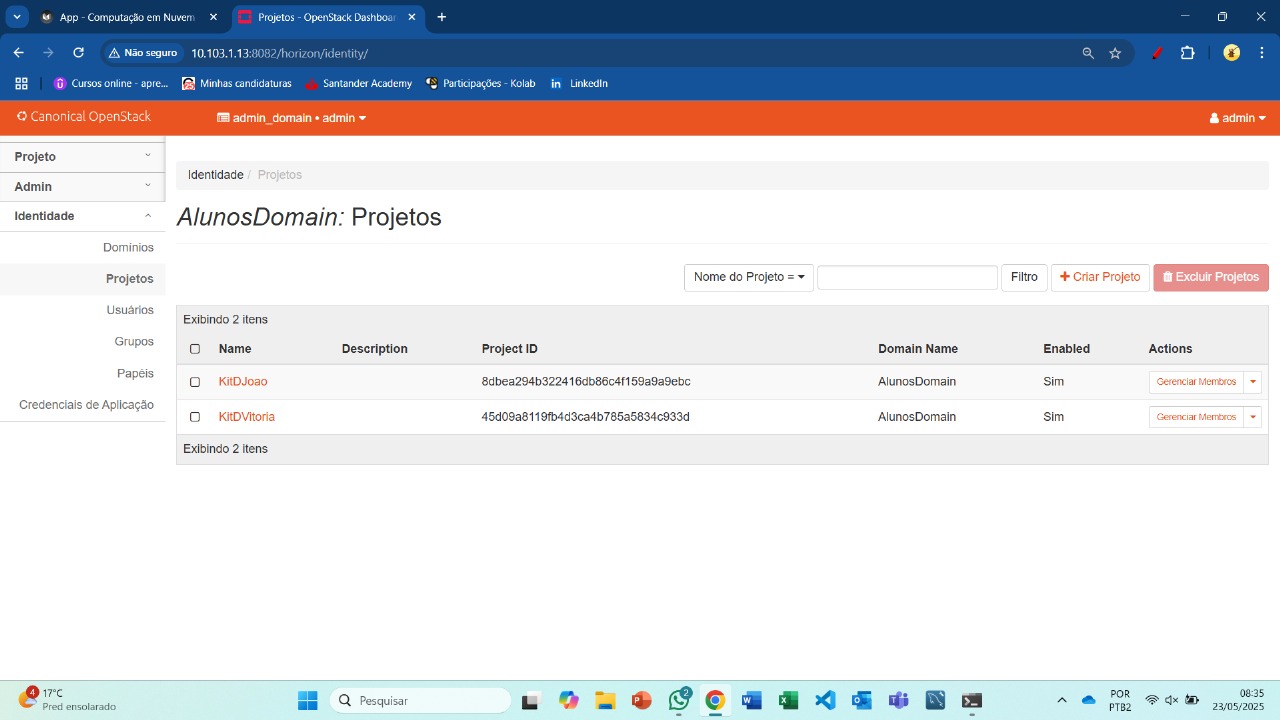 App - Computação em Nuvem
Projetos - OpenStack Dashboar
Não seguro
10.103.1.13:8082/horizon/identity/
Cursos online - apre...
Minhas candidaturas
Santander Academy
Participações - Kolab
in LinkedIn
Canonical OpenStack
admin_domain • admin
admin
Projeto
Admin
Identidade
Domínios
Projetos
Usuários
Grupos
Papéis
Credenciais de Aplicação
Identidade / Projetos
AlunosDomain: Projetos
Nome do Projeto =
Filtro
Criar Projeto
Excluir Projetos
Exibindo 2 itens
Name Description Project ID Domain Name Enabled Actions
KitDJoao 8dbea294b322416db86c4f159a9a9ebc AlunosDomain Sim Gerenciar Membros
KitDVitoria 45d09a8119fb4d3ca4b785a5834c933d AlunosDomain Sim Gerenciar Membros
Exibindo 2 itens
4
17°C
Pred ensolarado
Pesquisar
2
POR
PTB2
08:35
23/05/2025